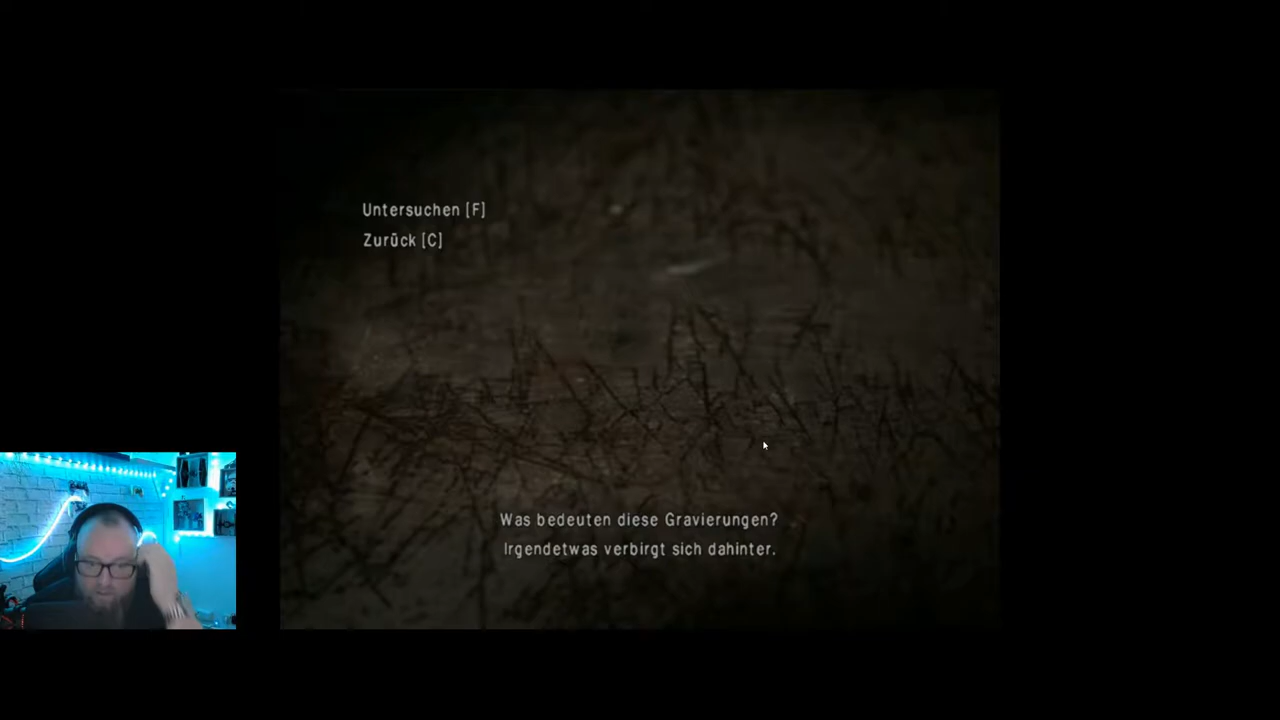 Untersuchen [F]
Zurück [C]
Was bedeuten diese Gravierungen?
Irgendetwas verbirgt sich dahinter.